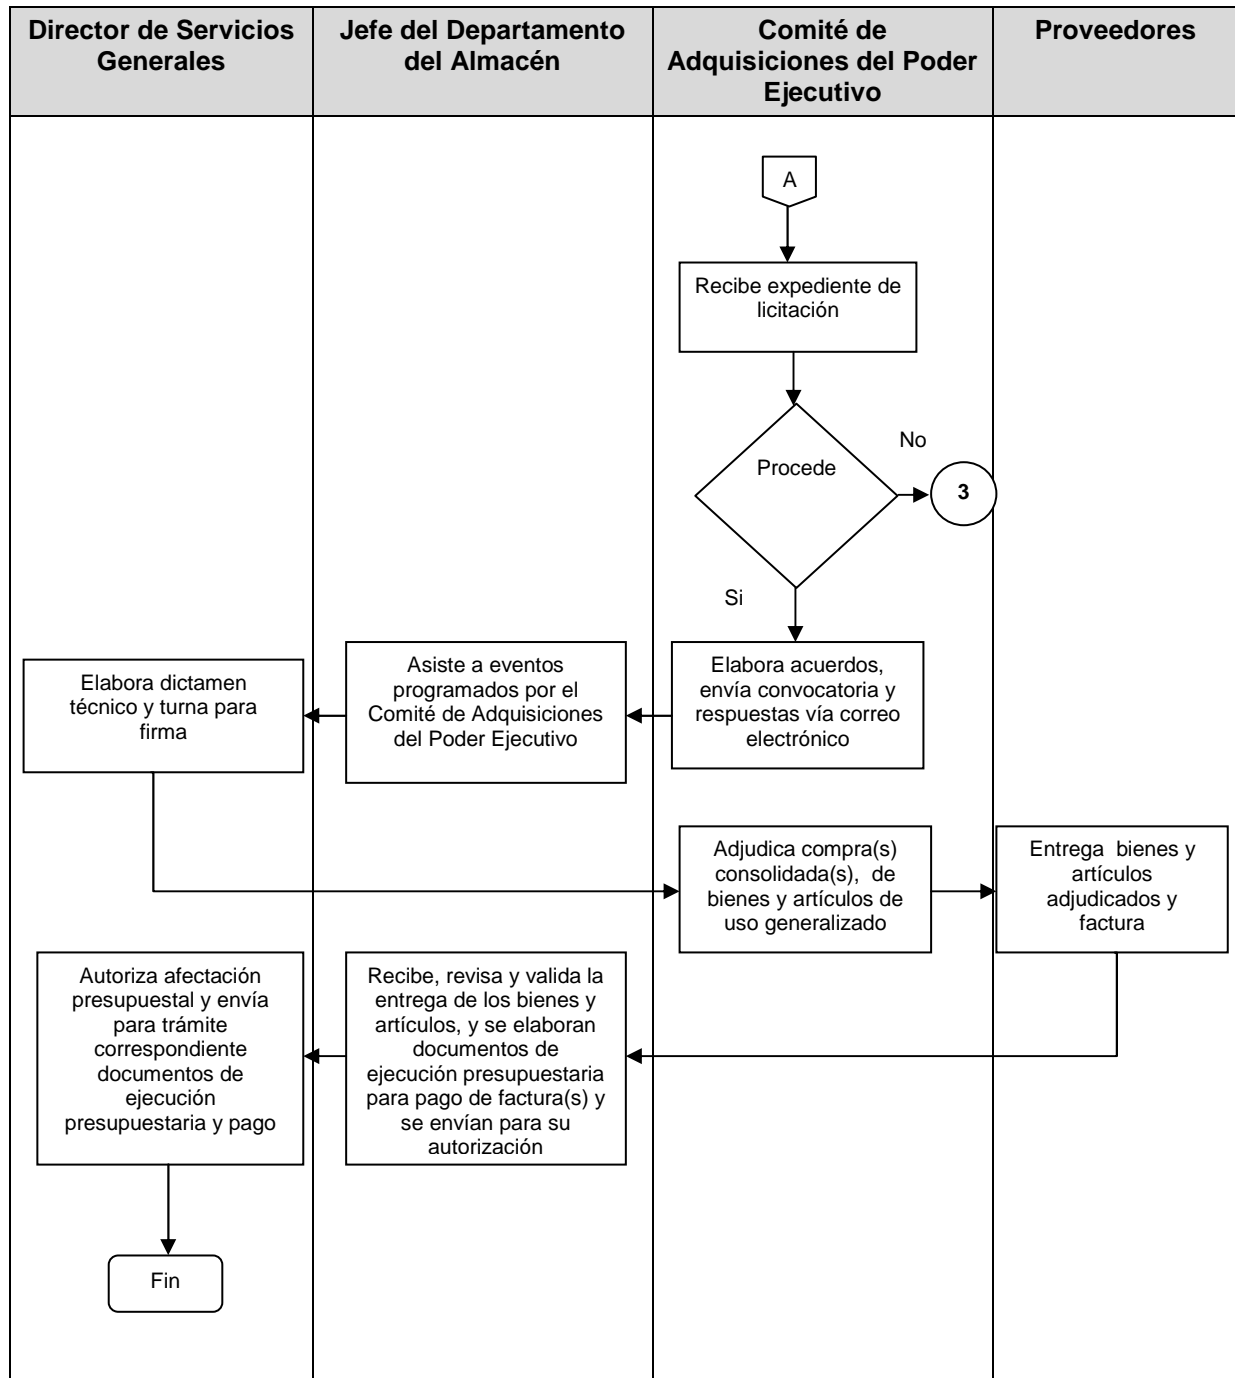 Director de Servicios
Generales
Jefe del Departamento
del Almacén
Comité de
Adquisiciones del Poder
Ejecutivo
Proveedores
A
Recibe expediente de
licitación
Procede
No
3
Si
Elabora acuerdos,
envía convocatoria y
respuestas vía correo
electrónico
Asiste a eventos
programados por el
Comité de Adquisiciones
del Poder Ejecutivo
Elabora dictamen
técnico y turna para
firma
Adjudica compra(s)
consolidada(s), de
bienes y artículos de
uso generalizado
Entrega bienes y
artículos
adjudicados y
factura
Recibe, revisa y valida la
entrega de los bienes y
artículos, y se elaboran
documentos de
ejecución presupuestaria
para pago de factura(s) y
se envían para su
autorización
Autoriza afectación
presupuestal y envía
para trámite
correspondiente
documentos de
ejecución
presupuestaria y pago
Fin